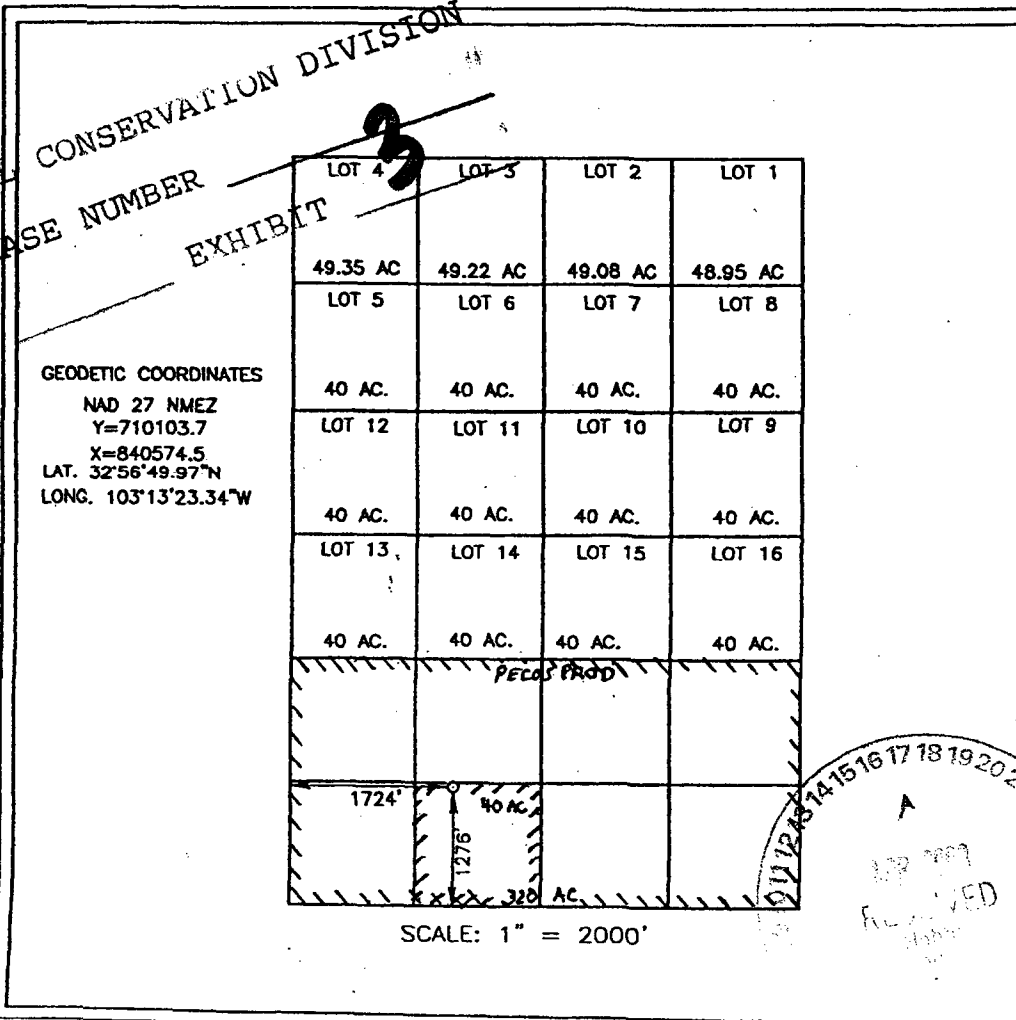 CONSERVATION DIVISION
ASE NUMBER
3
EXHIBIT
LOT 4 LOT 3 LOT 2 LOT 1
49.35 AC 49.22 AC 49.08 AC 48.95 AC
LOT 5 LOT 6 LOT 7 LOT 8
40 AC. 40 AC. 40 AC. 40 AC.
LOT 12 LOT 11 LOT 10 LOT 9
40 AC. 40 AC. 40 AC. 40 AC.
LOT 13 LOT 14 LOT 15 LOT 16
40 AC. 40 AC. 40 AC. 40 AC.
GEODETIC COORDINATES
NAD 27 NMEZ
Y=710103.7
X=840574.5
LAT. 32°56'49.97"N
LONG. 103°13'23.34"W
PECOS PROD
1724'
40 AC
1276'
320 AC
SCALE: 1" = 2000'
11 12 13 14 15 16 17 18 19 20